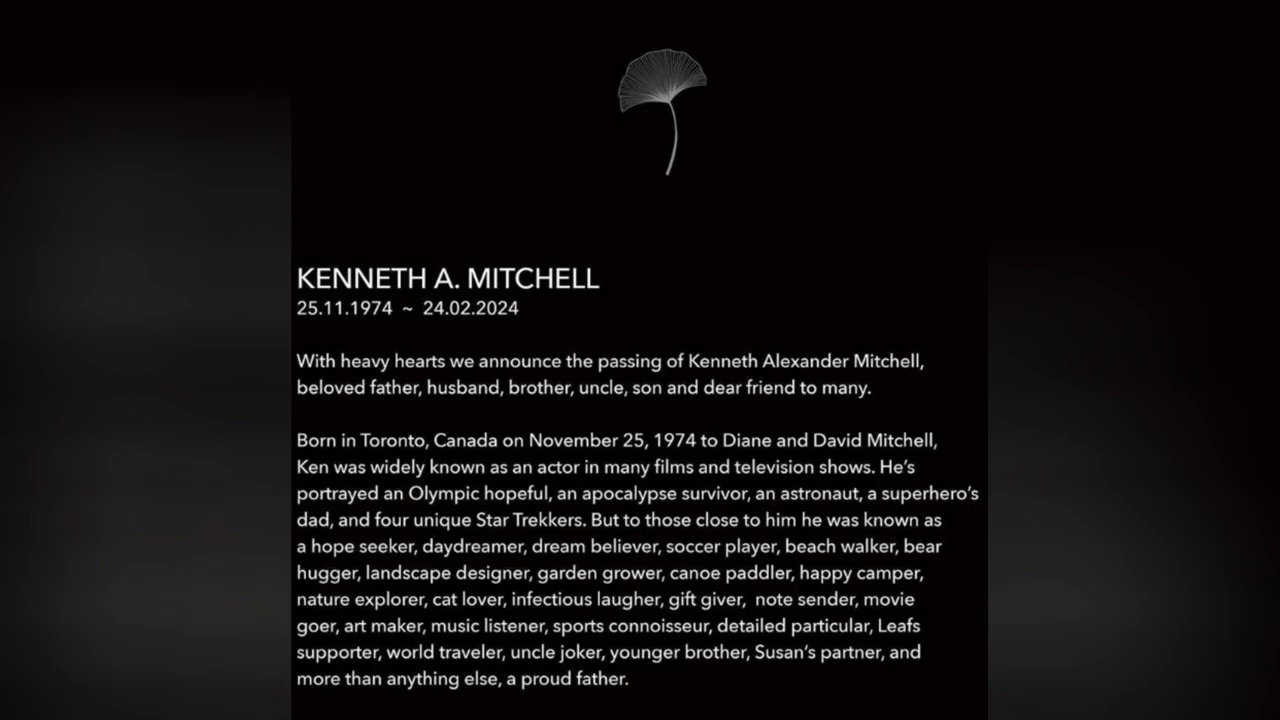 KENNETH A. MITCHELL
25.11.1974 ~ 24.02.2024
With heavy hearts we announce the passing of Kenneth Alexander Mitchell,
beloved father, husband, brother, uncle, son and dear friend to many.
Born in Toronto, Canada on November 25, 1974 to Diane and David Mitchell,
Ken was widely known as an actor in many films and television shows. He’s
portrayed an Olympic hopeful, an apocalypse survivor, an astronaut, a superhero’s
dad, and four unique Star Trekkers. But to those close to him he was known as
a hope seeker, daydreamer, dream believer, soccer player, beach walker, bear
hugger, landscape designer, garden grower, canoe paddler, happy camper,
nature explorer, cat lover, infectious laugher, gift giver,  note sender, movie
goer, art maker, music listener, sports connoisseur, detailed particular, Leafs
supporter, world traveler, uncle joker, younger brother, Susan’s partner, and
more than anything else, a proud father.